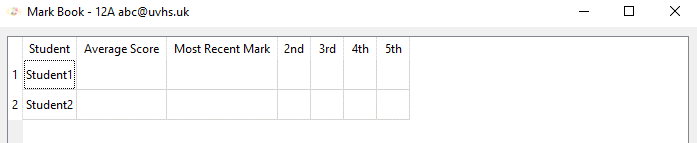 Mark Book - 12A abc@uvhs.uk
Student Average Score Most Recent Mark 2nd 3rd 4th 5th
1 Student1
2 Student2